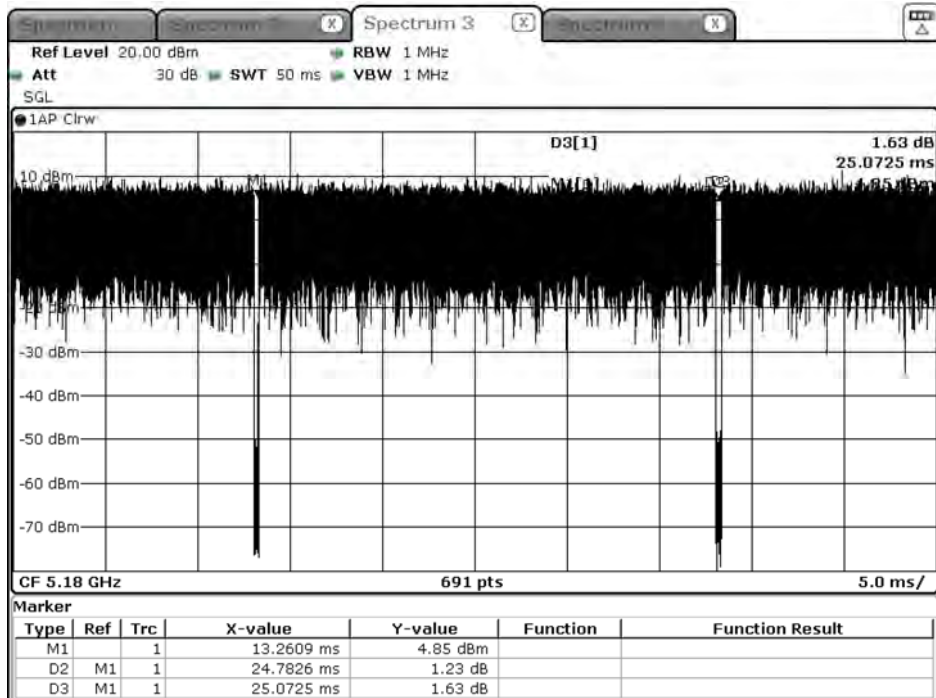 Spectrum 3
Ref Level 20.00 dBm RBW 1 MHz
Att 30 dB SWT 50 ms VBW 1 MHz
SGL
1AP Clrw
D3[1] 1.63 dB
25.0725 ms
10 dBm
-30 dBm
-40 dBm
-50 dBm
-60 dBm
-70 dBm
CF 5.18 GHz 691 pts 5.0 ms/
Marker
Type Ref Trc X-value Y-value Function Function Result
M1 1 13.2609 ms 4.85 dBm
D2 M1 1 24.7826 ms 1.23 dB
D3 M1 1 25.0725 ms 1.63 dB